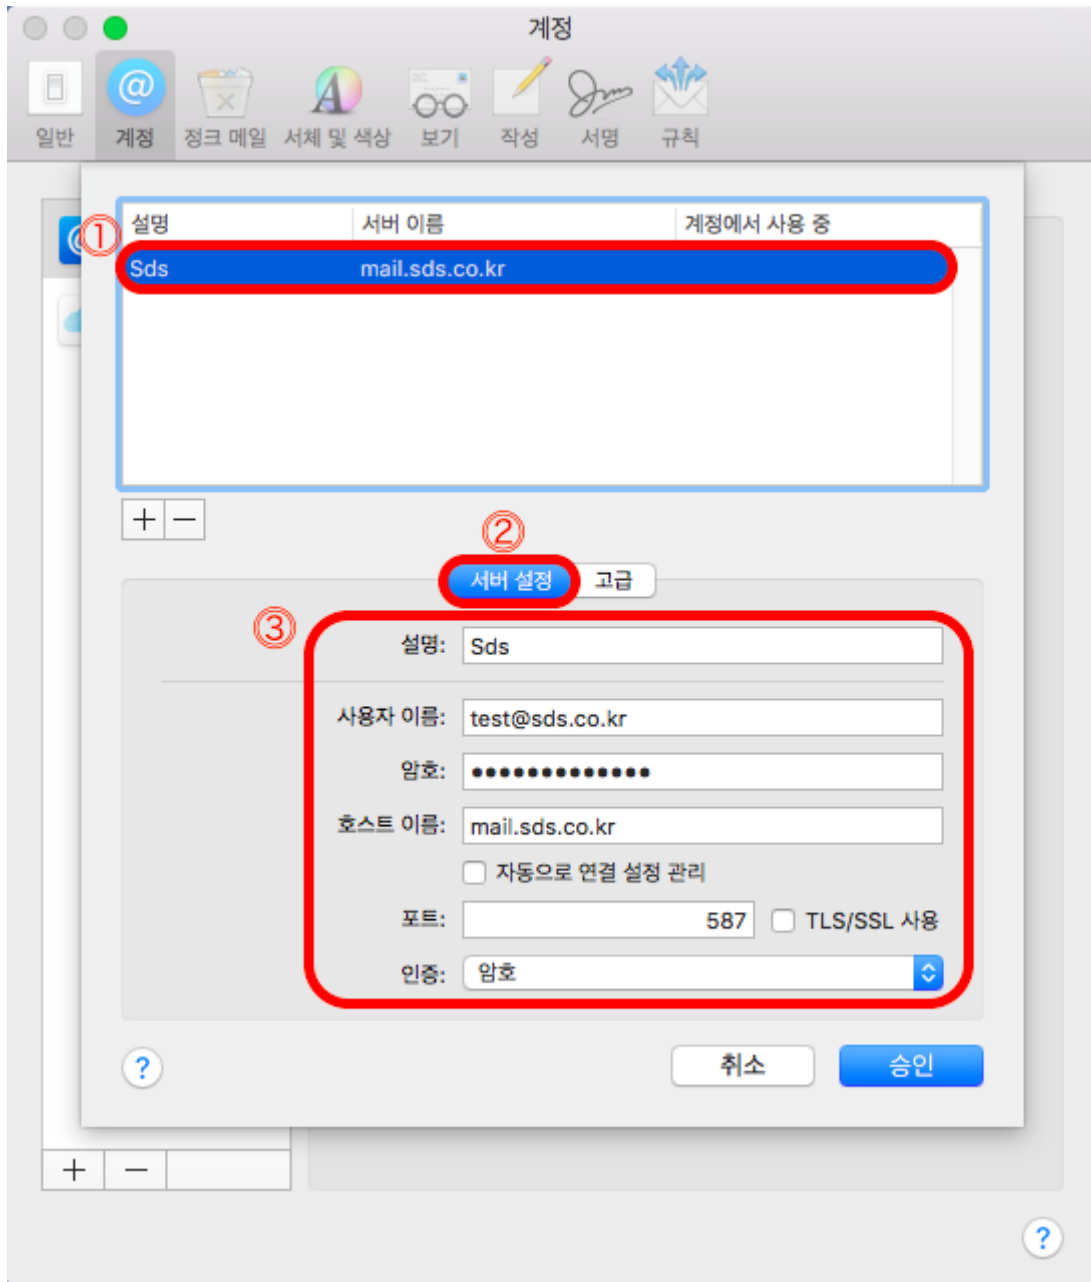 계정
일반 계정 정크 메일 서체 및 색상 보기 작성 서명 규칙
① 설명 서버 이름 계정에서 사용 중
Sds mail.sds.co.kr
②
서버 설정 고급
③
설명: Sds
사용자 이름: test@sds.co.kr
암호: •••••••••••••
호스트 이름: mail.sds.co.kr
자동으로 연결 설정 관리
포트: 587 TLS/SSL 사용
인증: 암호
? 취소 승인
?